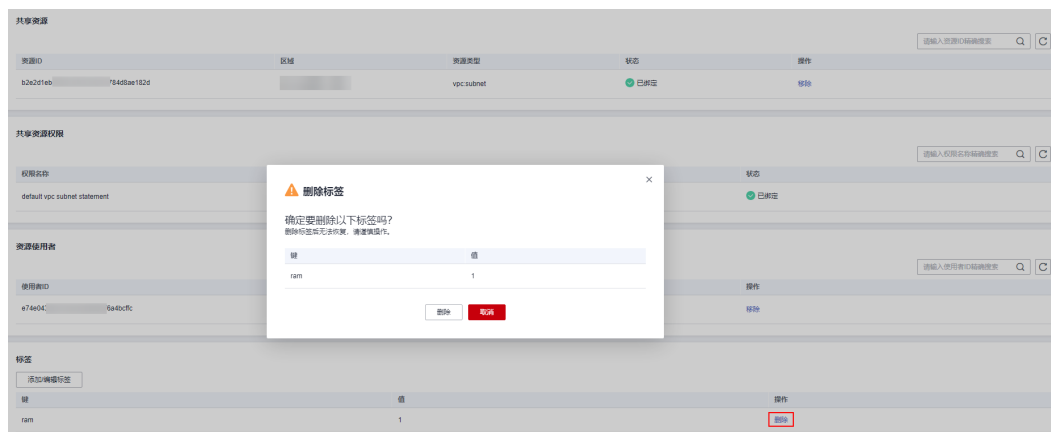 共享资源
请输入资源ID精确搜索
资源ID 区域 资源类型 状态 操作
b2e2d1eb 784d8ae182d vpc:subnet 已绑定 移除
共享资源权限
请输入权限名称精确搜索
权限名称 状态
default vpc subnet statement 已绑定
删除标签
确定要删除以下标签吗?
删除标签后无法恢复，请谨慎操作。
键 值
ram 1
删除 取消
资源使用者
请输入使用者ID精确搜索
使用者ID 操作
e74e04 6a4bcffc 移除
标签
添加/编辑标签
键 值 操作
ram 1 删除